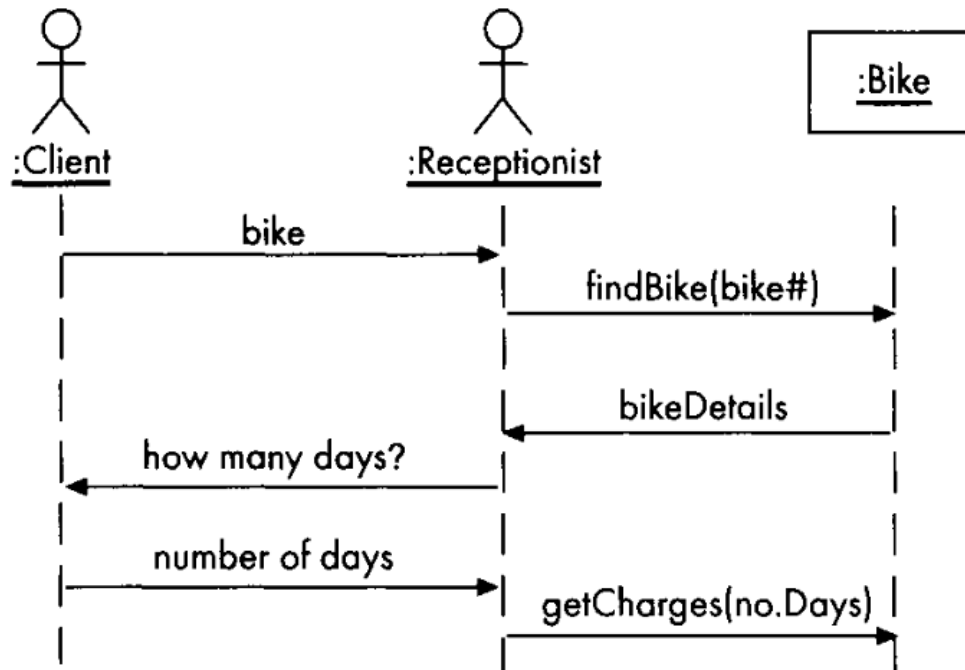 :Client
:Receptionist
:Bike
bike
findBike(bike#)
bikeDetails
how many days?
number of days
getCharges(no.Days)